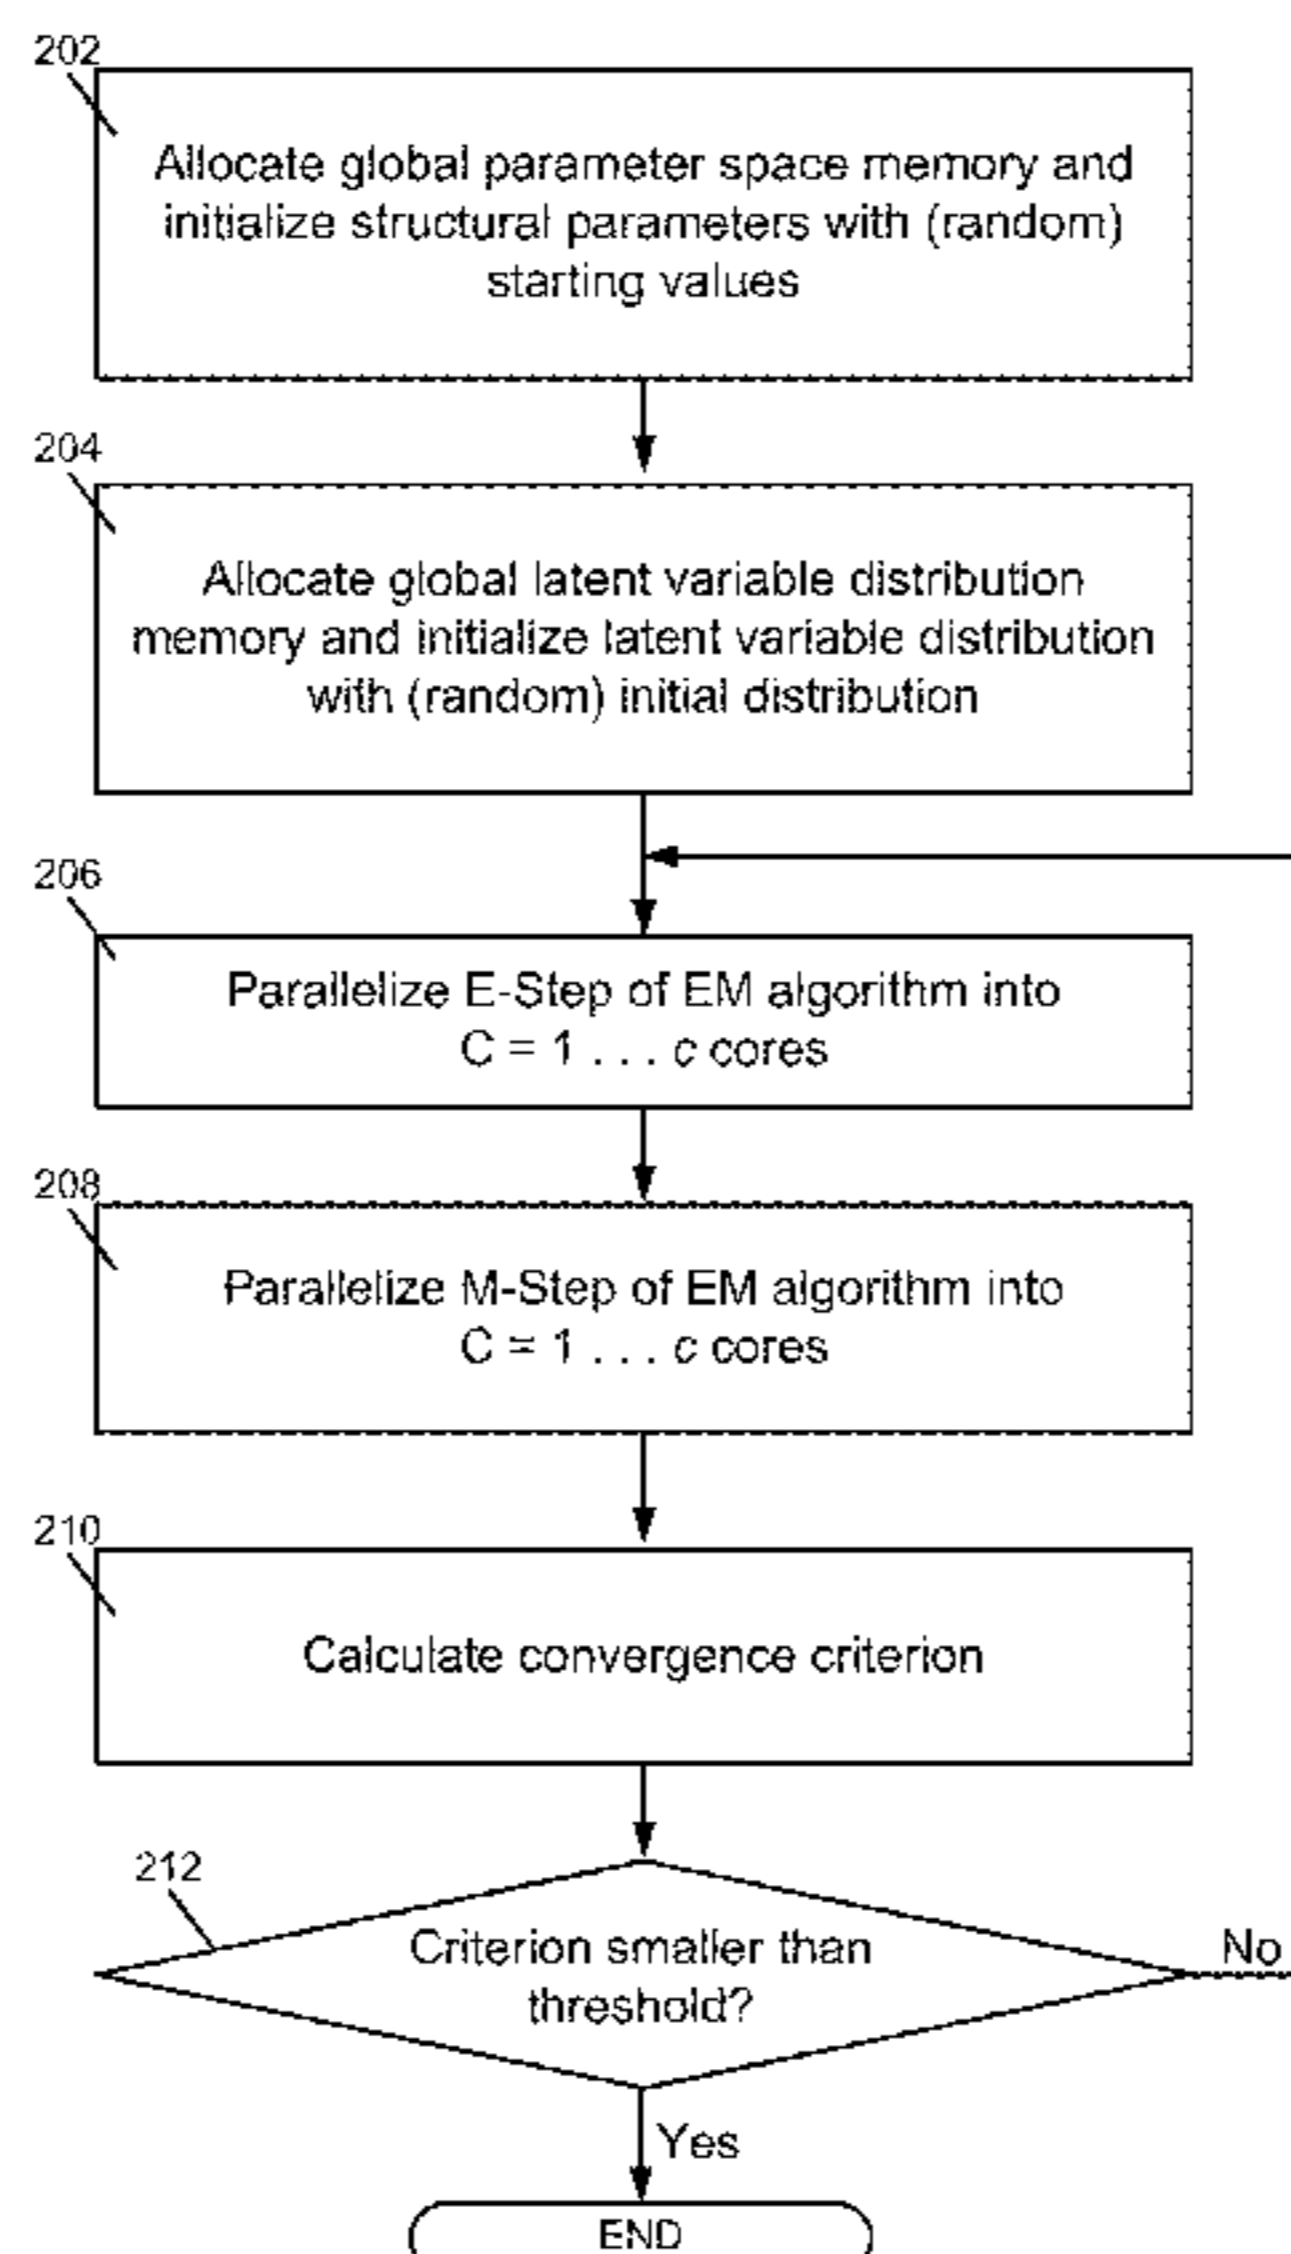 202
Allocate global parameter space memory and
initialize structural parameters with (random)
starting values
204
Allocate global latent variable distribution
memory and initialize latent variable distribution
with (random) initial distribution
206
Parallelize E-Step of EM algorithm into
C = 1 . . . c cores
208
Parallelize M-Step of EM algorithm into
C = 1 . . . c cores
210
Calculate convergence criterion
212
Criterion smaller than
threshold?
No
Yes
END